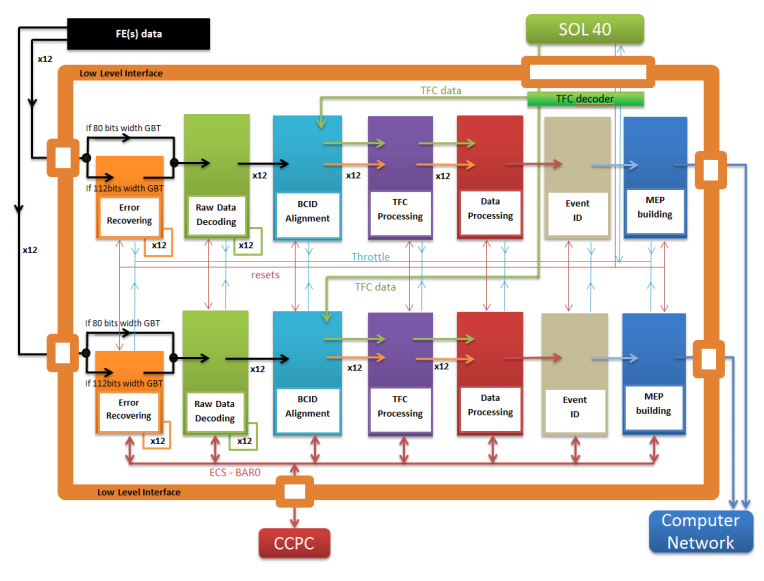 FE(s) data
SOL 40
x12
Low Level Interface
TFC data
TFC decoder
If 80 bits width GBT
x12
x12
x12
x12
If 112bits width GBT
Error
Recovering
Raw Data
Decoding
BCID
Alignment
TFC
Processing
Data
Processing
Event
ID
MEP
building
x12
x12
x12
Throttle
resets
TFC data
If 80 bits width GBT
x12
x12
x12
If 112bits width GBT
Error
Recovering
Raw Data
Decoding
BCID
Alignment
TFC
Processing
Data
Processing
Event
ID
MEP
building
x12
x12
ECS - BAR0
Low Level Interface
CCPC
Computer
Network